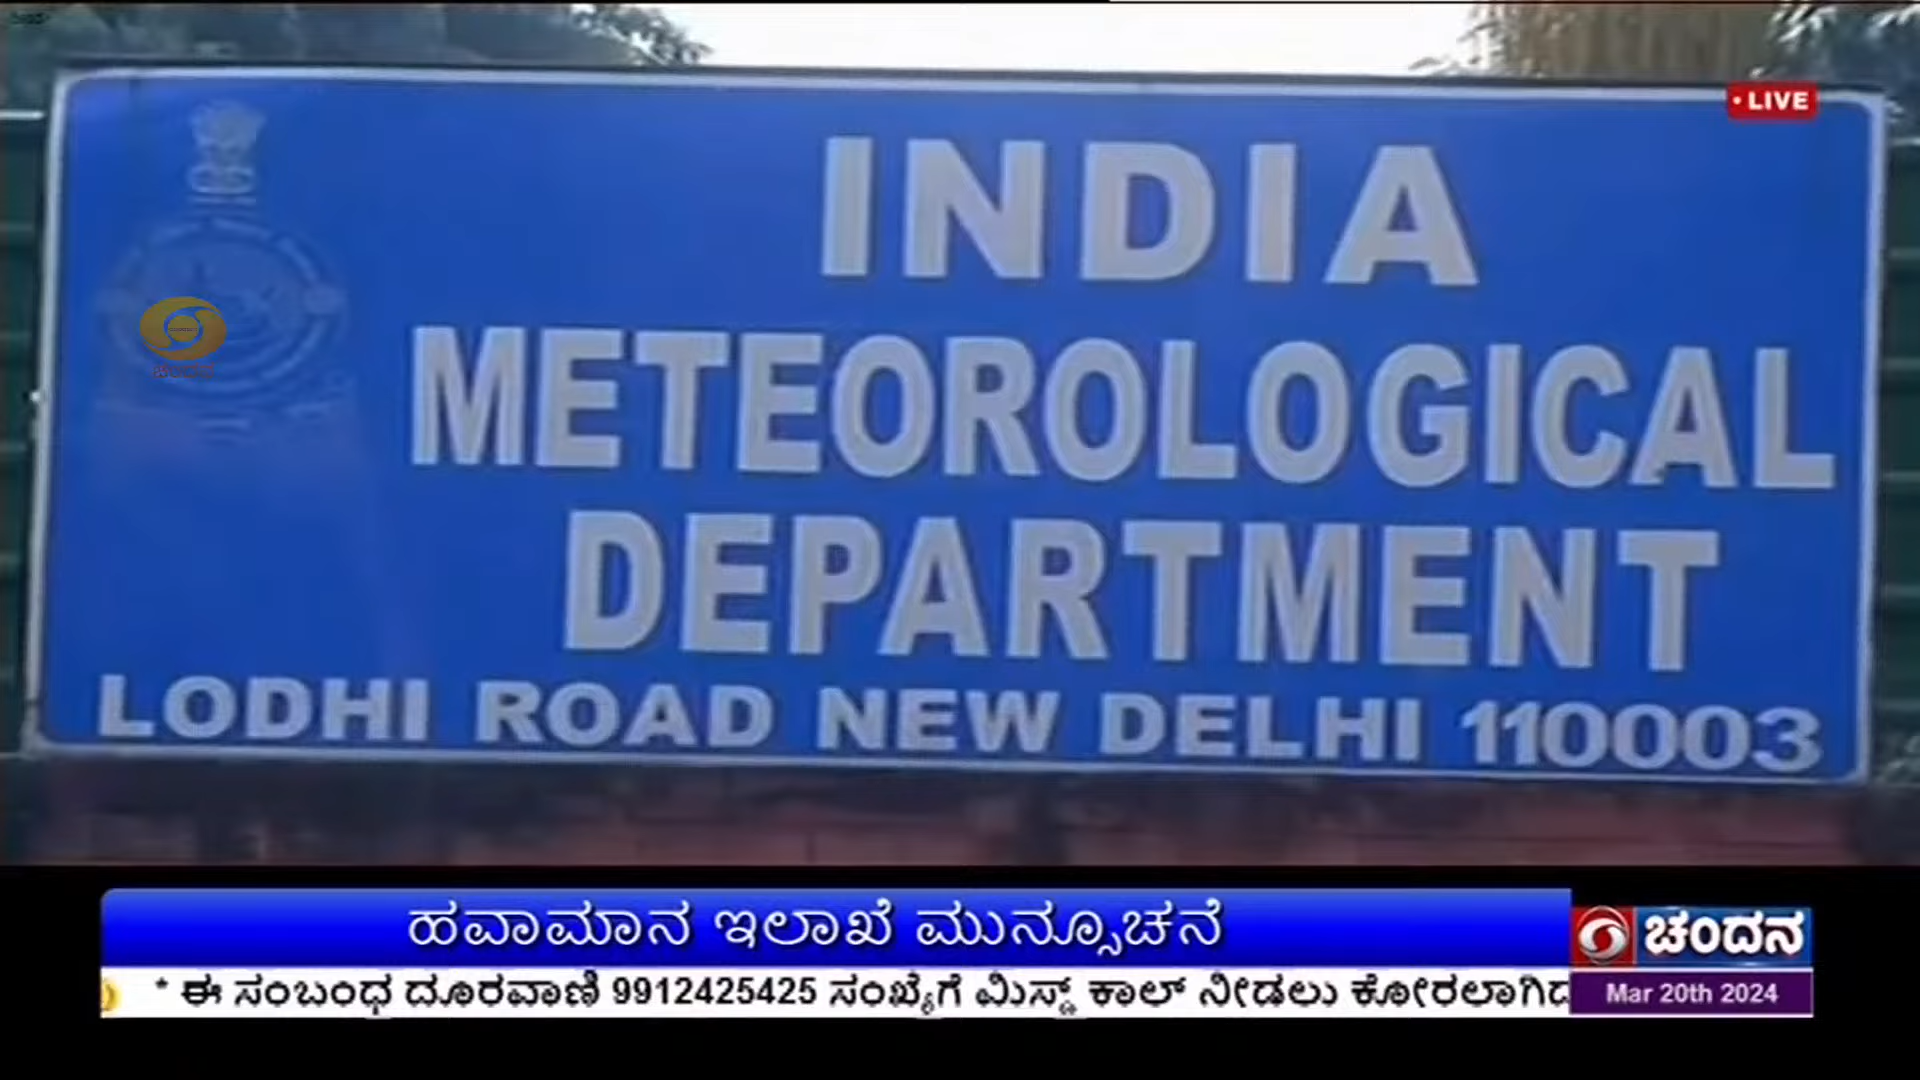 LIVE
INDIA
METEOROLOGICAL
DEPARTMENT
LODHI ROAD NEW DELHI 110003
ಹವಾಮಾನ ಇಲಾಖೆ ಮುನ್ಸೂಚನೆ
ಚಂದನ
* ಈ ಸಂಬಂಧ ದೂರವಾಣಿ 9912425425 ಸಂಖ್ಯೆಗೆ ಮಿಸ್ಡ್ ಕಾಲ್ ನೀಡಲು
Mar 20th 2024